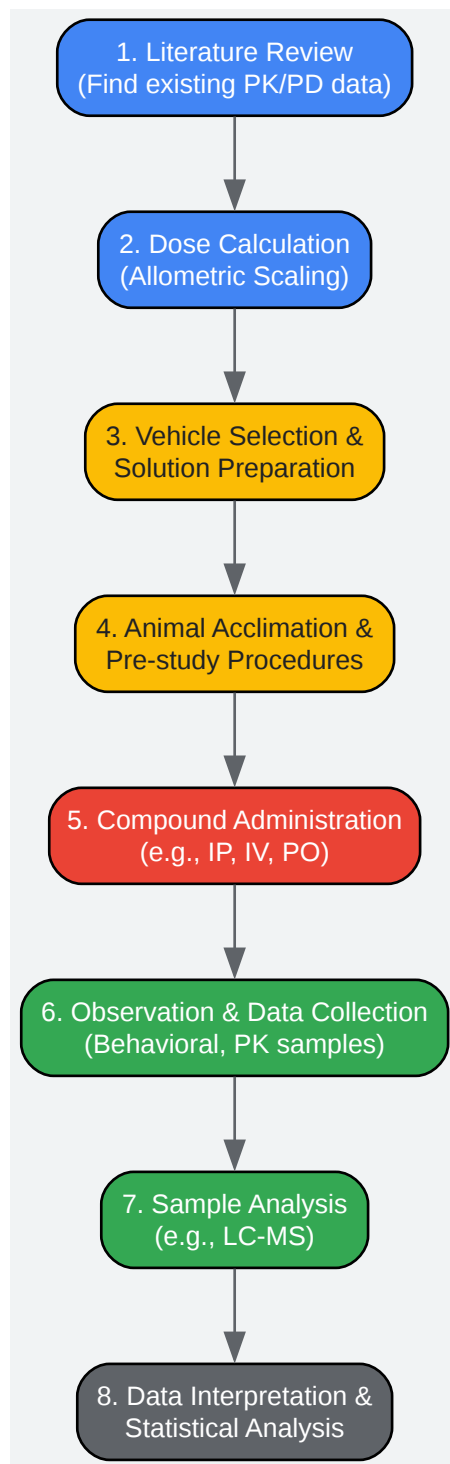 1. Literature Review
(Find existing PK/PD data)
2. Dose Calculation
(Allometric Scaling)
3. Vehicle Selection &
Solution Preparation
4. Animal Acclimation &
Pre-study Procedures
5. Compound Administration
(e.g., IP, IV, PO)
6. Observation & Data Collection
(Behavioral, PK samples)
7. Sample Analysis
(e.g., LC-MS)
8. Data Interpretation &
Statistical Analysis